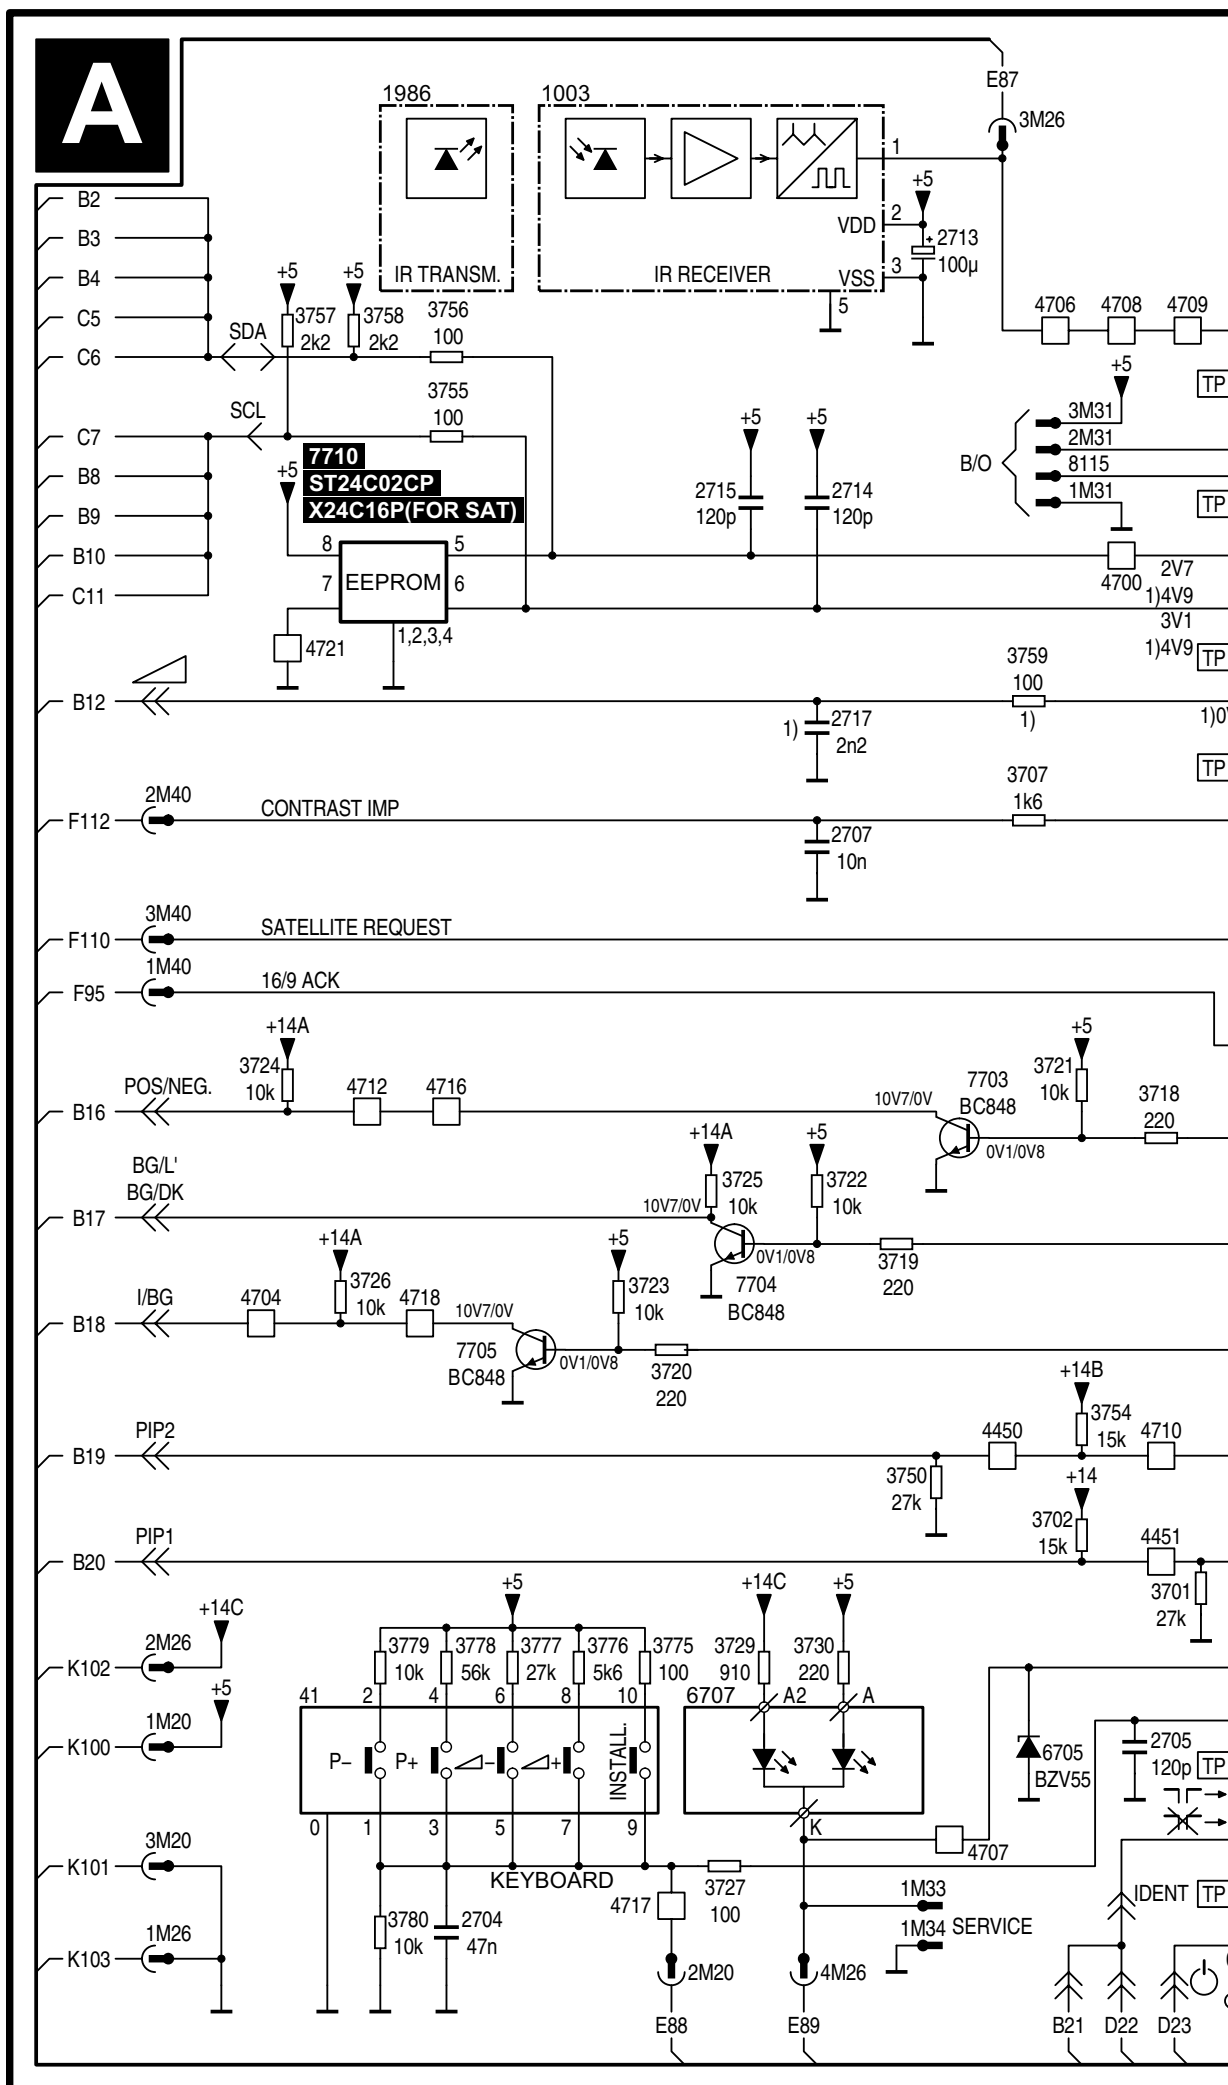 A
E87
1986
1003
3M26
1
+5
B2
VDD
2
2713
B3
100µ
IR TRANSM.
IR RECEIVER
VSS
3
B4
+5
+5
5
3757
3758
3756
4706
4708
4709
C5
SDA
2k2
2k2
100
C6
+5
TP
3755
SCL
100
+5
+5
3M31
C7
2M31
7710
B/O
8115
+5
ST24C02CP
2715
2714
1M31
B8
X24C16P(FOR SAT)
120p
120p
TP
B9
8
5
B10
2V7
7
EEPROM
6
4700
C11
1)4V9
3V1
4721
1,2,3,4
1)4V9
TP
3759
100
B12
1)
2717
1)
1)0V
2n2
3707
TP
2M40
1k6
F112
CONTRAST IMP
2707
10n
3M40
F110
SATELLITE REQUEST
1M40
F95
16/9 ACK
+14A
+5
3724
3721
POS/NEG.
10k
4712
4716
7703
10k
3718
B16
10V7/0V
BC848
220
+14A
+5
0V1/0V8
BG/L'
3725
3722
BG/DK
10k
10k
B17
10V7/0V
+14A
+5
0V1/0V8
3719
3726
3723
7704
220
I/BG
4704
10k
4718
10k
BC848
B18
10V7/0V
7705
0V1/0V8
3720
BC848
220
+14B
PIP2
4450
3754
4710
B19
15k
3750
+14
27k
PIP1
3702
4451
B20
15k
3701
+5
+14C
+5
27k
+14C
2M26
3779
3778
3777
3776
3775
3729
3730
K102
10k
56k
27k
5k6
100
910
220
+5
41
2
4
6
8
10
6707
A2
A
1M20
2705
K100
P–
P+
–
+
INSTALL.
6705
120p
TP
BZV55
0
1
3
5
7
9
K
3M20
4707
K101
KEYBOARD
3727
1M33
IDENT
TP
4717
100
3780
2704
1M34
SERVICE
1M26
10k
47n
K103
2M20
4M26
E88
E89
B21
D22
D23